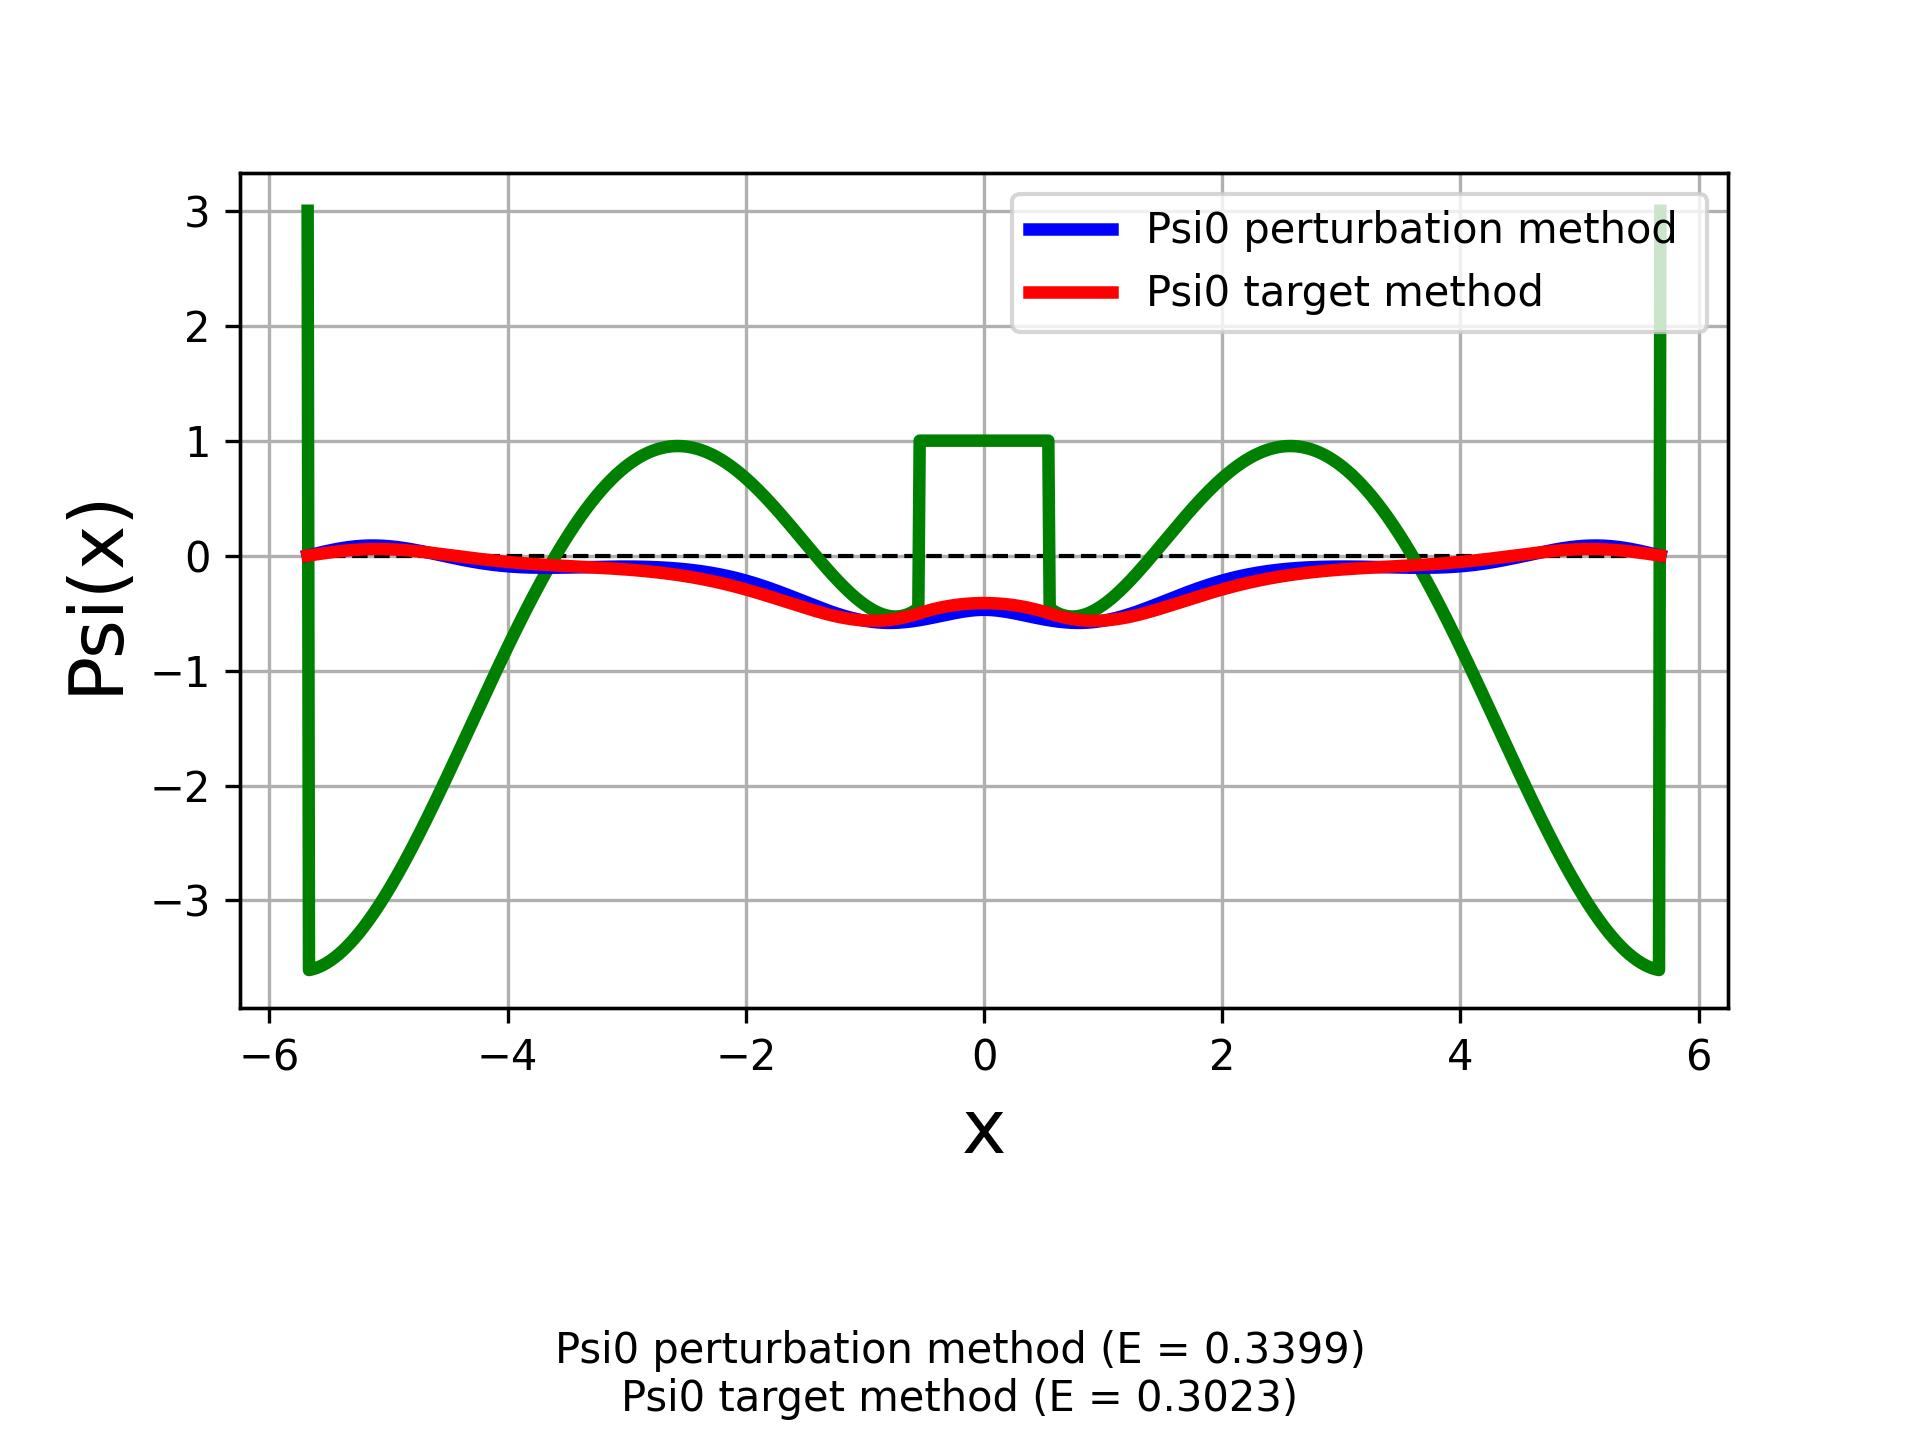 Psi(x)
3
2
1
0
−1
−2
−3
Psi0 perturbation method
Psi0 target method
−6 −4 −2 0 2 4 6
x
Psi0 perturbation method (E = 0.3399)
Psi0 target method (E = 0.3023)